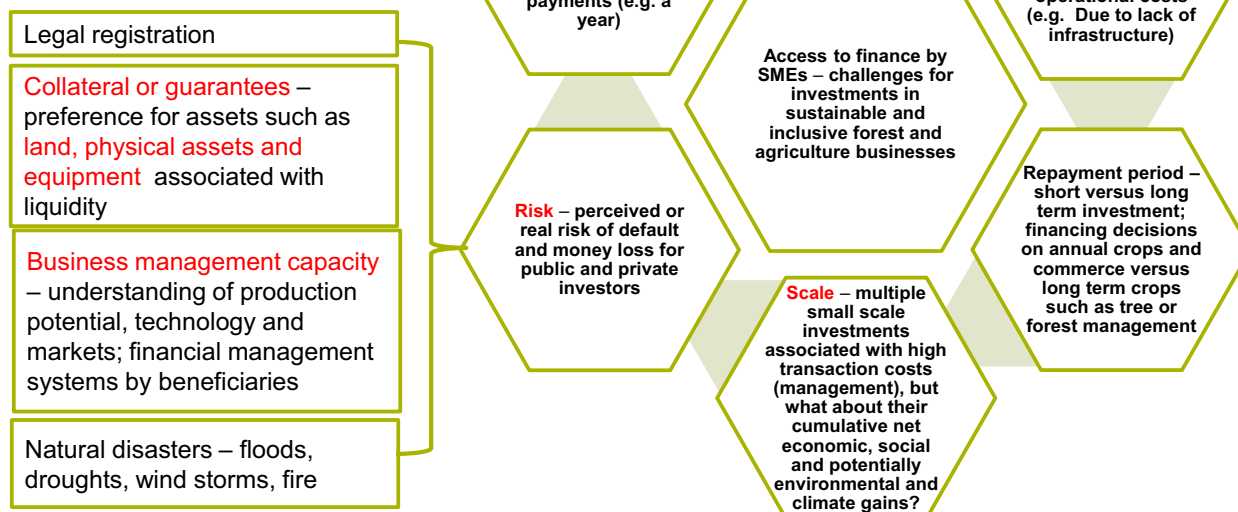 Legal registration
Collateral or guarantees –
preference for assets such as
land, physical assets and
equipment associated with
liquidity
Business management capacity
– understanding of production
potential, technology and
markets; financial management
systems by beneficiaries
Natural disasters – floods,
droughts, wind storms, fire
payments (e.g. a
year)
Risk – perceived or
real risk of default
and money loss for
public and private
investors
Access to finance by
SMEs – challenges for
investments in
sustainable and
inclusive forest and
agriculture businesses
Scale – multiple
small scale
investments
associated with high
transaction costs
(management), but
what about their
cumulative net
economic, social
and potentially
environmental and
climate gains?
operational costs
(e.g. Due to lack of
infrastructure)
Repayment period –
short versus long
term investment;
financing decisions
on annual crops and
commerce versus
long term crops
such as tree or
forest management